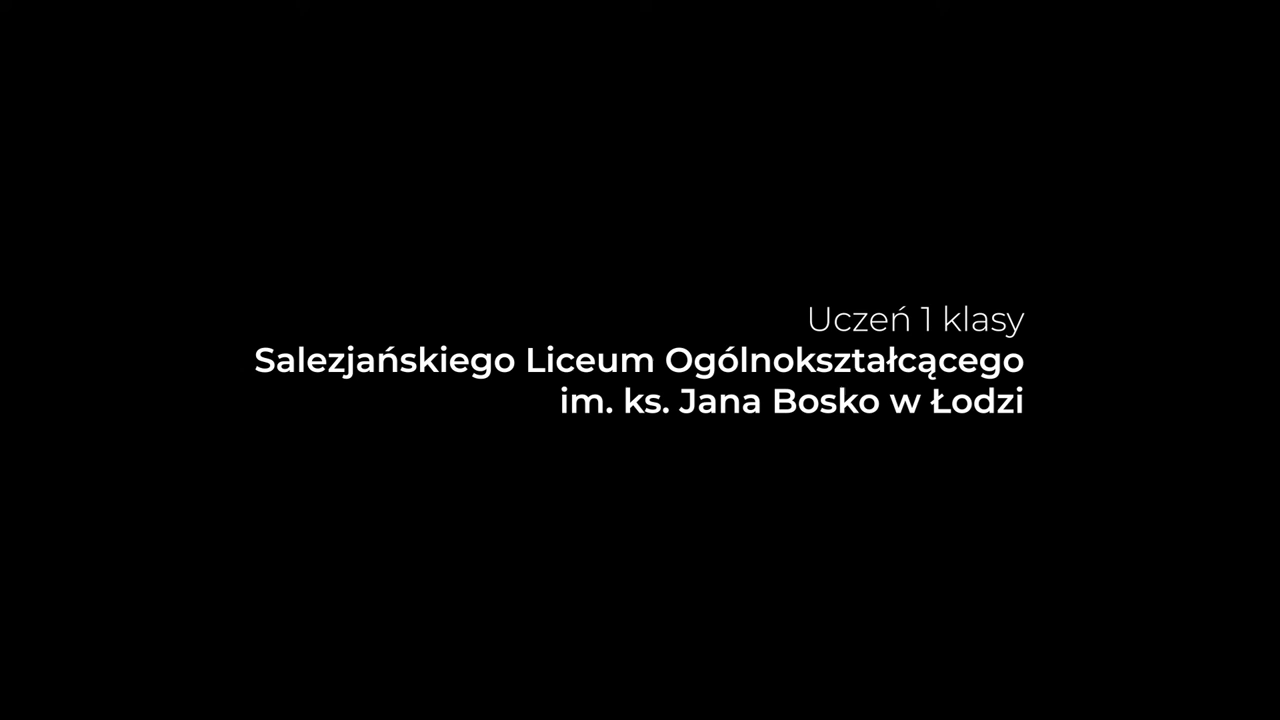 Uczeń 1 klasy
Salezjańskiego Liceum Ogólnokształcącego
im. ks. Jana Bosko w Łodzi